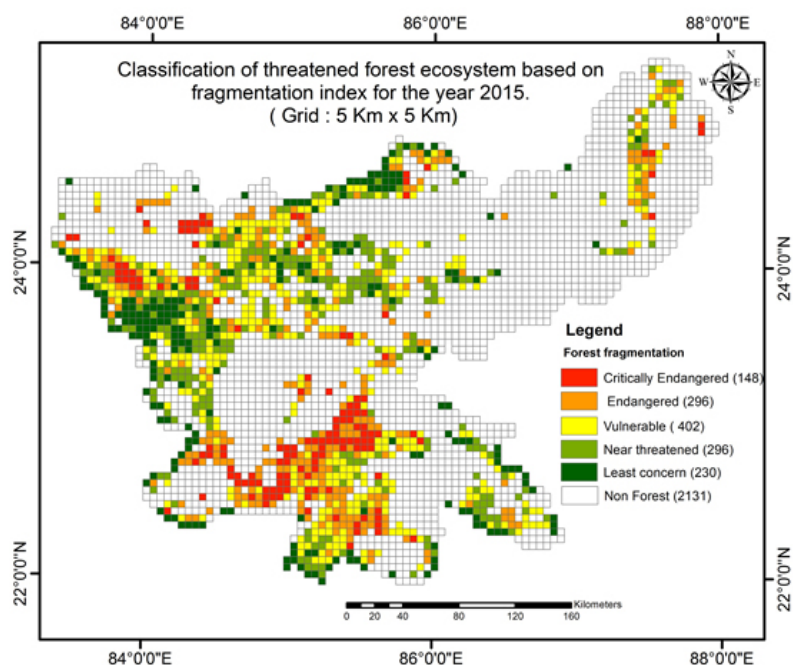 84°0'0"E 86°0'0"E 88°0'0"E
Classification of threatened forest ecosystem based on
fragmentation index for the year 2015.
( Grid : 5 Km x 5 Km)
N
W E
S
24°0'0"N 24°0'0"N
Legend
Forest fragmentation
Critically Endangered (148)
Endangered (296)
Vulnerable ( 402)
Near threatened (296)
Least concern (230)
Non Forest (2131)
22°0'0"N 22°0'0"N
Kilometers
0 10 20 40 80 120 160
84°0'0"E 86°0'0"E 88°0'0"E